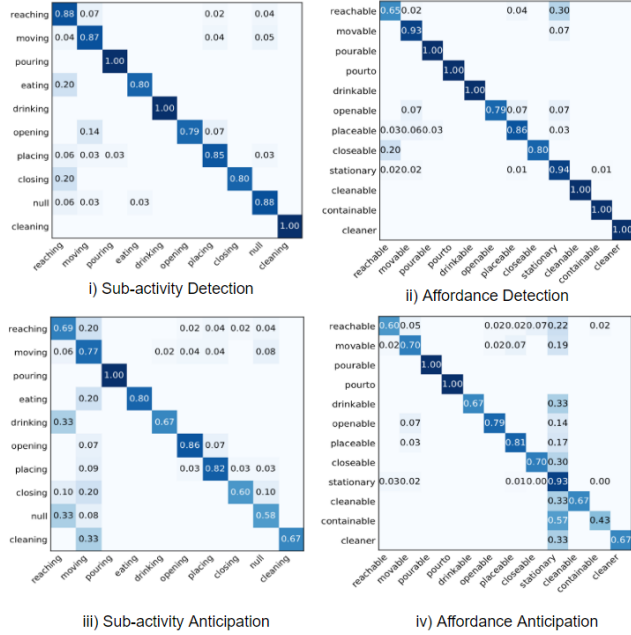 reaching 0.88 0.07 0.02 0.04
moving 0.04 0.87 0.04 0.05
pouring 1.00
eating 0.20 0.80
drinking 1.00
opening 0.14 0.79 0.07
placing 0.06 0.03 0.03 0.85 0.03
closing 0.20 0.80
null 0.06 0.03 0.03 0.88
cleaning 1.00
reaching moving pouring eating drinking opening placing closing null cleaning
i) Sub-activity Detection
reachable 0.65 0.02 0.04 0.30
movable 0.93 0.07
pourable 1.00
pourto 1.00
drinkable 1.00
openable 0.07 0.79 0.07 0.07
placeable 0.03 0.06 0.03 0.86 0.03
closeable 0.20 0.80
stationary 0.02 0.02 0.01 0.94 0.01
cleanable 1.00
containable 1.00
cleaner 1.00
reachable movable pourable pourto drinkable openable placeable closeable stationary cleanable containable cleaner
ii) Affordance Detection
reaching 0.69 0.20 0.02 0.04 0.02 0.04
moving 0.06 0.77 0.02 0.04 0.04 0.08
pouring 1.00
eating 0.20 0.80
drinking 0.33 0.67
opening 0.07 0.86 0.07
placing 0.09 0.03 0.82 0.03 0.03
closing 0.10 0.20 0.60 0.10
null 0.33 0.08 0.58
cleaning 0.33 0.67
reaching moving pouring eating drinking opening placing closing null cleaning
iii) Sub-activity Anticipation
reachable 0.60 0.05 0.02 0.02 0.07 0.22 0.02
movable 0.02 0.70 0.02 0.07 0.19
pourable 1.00
pourto 1.00
drinkable 0.67 0.33
openable 0.07 0.79 0.14
placeable 0.03 0.81 0.17
closeable 0.70 0.30
stationary 0.03 0.02 0.01 0.00 0.93 0.00
cleanable 0.33 0.67
containable 0.57 0.43
cleaner 0.33 0.67
reachable movable pourable pourto drinkable openable placeable closeable stationary cleanable containable cleaner
iv) Affordance Anticipation